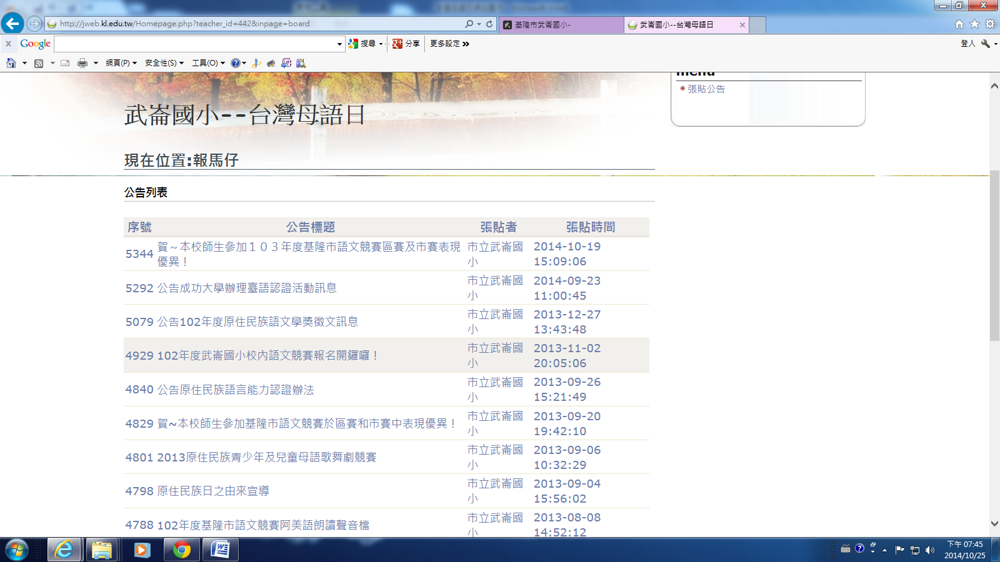 http://jweb.kl.edu.tw/Homepage.php?teacher_id=442&inpage=board
基隆市武崙國小-
武崙國小--台灣母語日
x Google 搜尋 分享 更多設定 »
登入
網頁(P) 安全性(S) 工具(O)
menu
張貼公告
武崙國小--台灣母語日
現在位置:報馬仔
公告列表
序號 公告標題 張貼者 張貼時間
5344 賀～本校師生參加１０３年度基隆市語文競賽區賽及市賽表現優異！ 市立武崙國小 2014-10-19 15:09:06
5292 公告成功大學辦理臺語認證活動訊息 市立武崙國小 2014-09-23 11:00:45
5079 公告102年度原住民族語文學獎徵文訊息 市立武崙國小 2013-12-27 13:43:48
4929 102年度武崙國小校內語文競賽報名開鑼囉！ 市立武崙國小 2013-11-02 20:05:06
4840 公告原住民族語言能力認證辦法 市立武崙國小 2013-09-26 15:21:49
4829 賀~本校師生參加基隆市語文競賽於區賽和市賽中表現優異！ 市立武崙國小 2013-09-20 19:42:10
4801 2013原住民族青少年及兒童母語歌舞劇競賽 市立武崙國小 2013-09-06 10:32:29
4798 原住民族日之由來宣導 市立武崙國小 2013-09-04 15:56:02
4788 102年度基隆市語文競賽阿美語朗讀聲音檔 市立武崙國小 2013-08-08 14:52:12
下午 07:45
2014/10/25